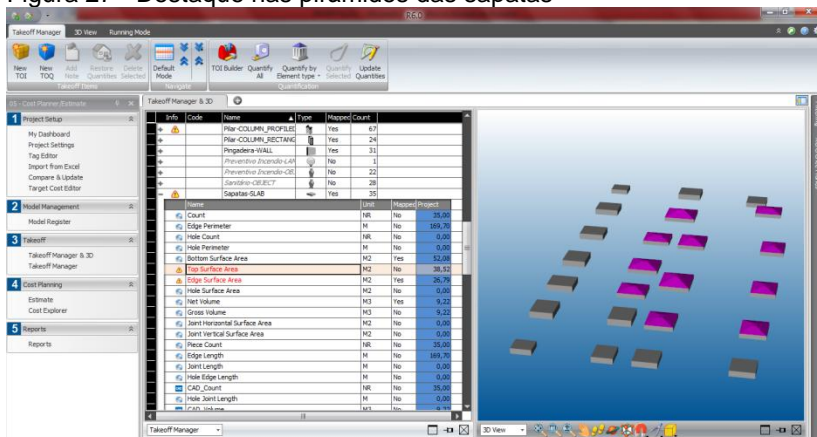 Figura 27 - Destaque nas pirâmides das sapatas
Takeoff Manager 3D View Running Mode
New TOI
New TOQ
Add Note
Restore Quantities
Delete Selected
Default Mode
TOI Builder
Quantify All
Quantify by Element type
Quantify Selected
Update Quantities
Takeoff Items
Navigate
Quantification
05 - Cost Planner/Estimate
Takeoff Manager & 3D
1 Project Setup
My Dashboard
Project Settings
Tag Editor
Import from Excel
Compare & Update
Target Cost Editor
2 Model Management
Model Register
3 Takeoff
Takeoff Manager & 3D
Takeoff Manager
4 Cost Planning
Estimate
Cost Explorer
5 Reports
Reports
Info Code Name Type Mapped Count
Pilar-COLUMN_PROFILED Yes 67
Pilar-COLUMN_RECTANG Yes 24
Pingadeira-WALL Yes 31
Preventivo Incendio-LAM No 1
Preventivo Incendio-OBJ No 22
Sanitário-OBJECT No 28
Sapatas-SLAB Yes 35
Name Unit Mapped Project
Count NR No 35,00
Edge Perimeter M No 169,70
Hole Count NR No 0,00
Hole Perimeter M No 0,00
Bottom Surface Area M2 Yes 52,08
Top Surface Area M2 No 38,52
Edge Surface Area M2 Yes 26,79
Hole Surface Area M2 No 0,00
Net Volume M3 Yes 9,22
Gross Volume M3 No 9,22
Joint Horizontal Surface Area M2 No 0,00
Joint Vertical Surface Area M2 No 0,00
Piece Count NR No 35,00
Edge Length M No 169,70
Joint Length M No 0,00
Hole Edge Length M No 0,00
CAD_Count NR No 35,00
Hole Joint Length M No 0,00
CAD_Volume M3 No 9,22
Takeoff Manager
3D View